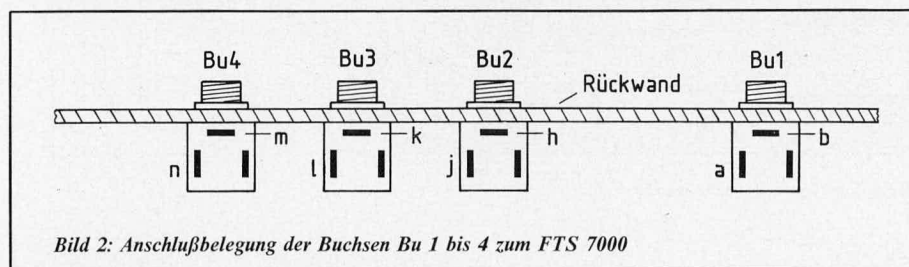 Bu4 Bu3 Bu2 Bu1
Rückwand
m k h b
n l j a
Bild 2: Anschlußbelegung der Buchsen Bu 1 bis 4 zum FTS 7000